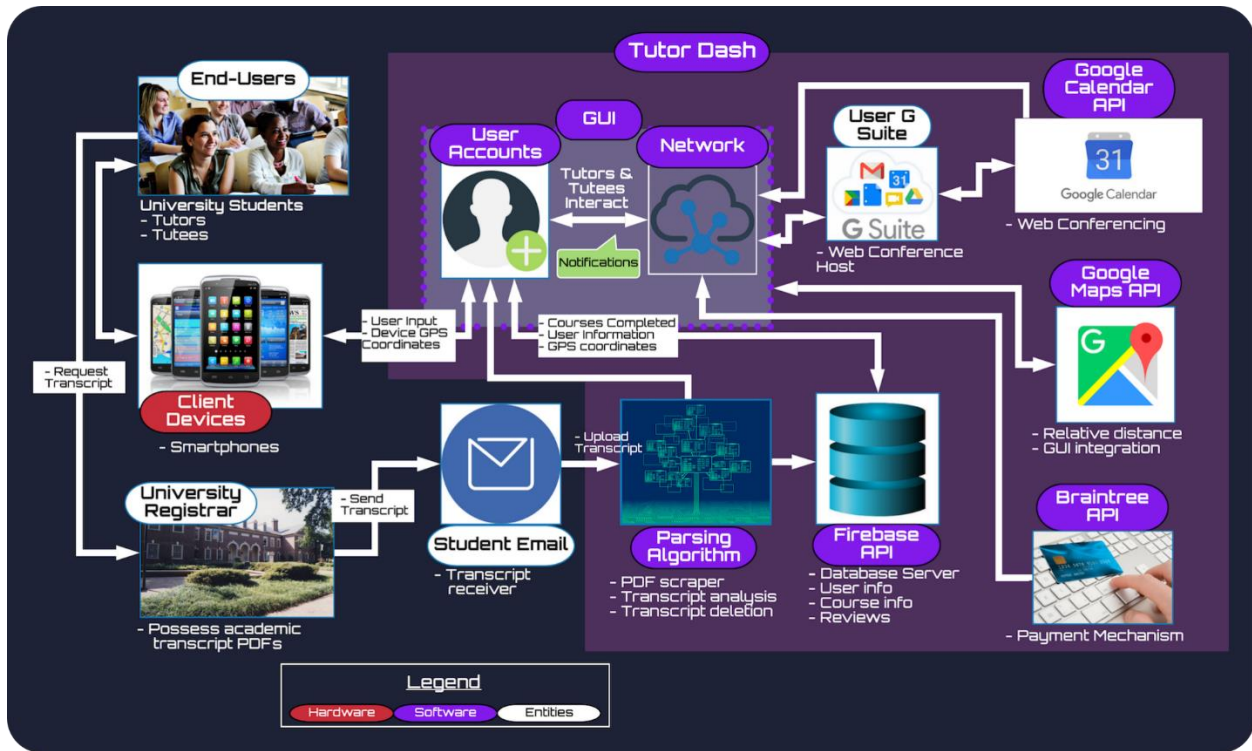 Tutor Dash
End-Users
University Students
- Tutors
- Tutees
GUI
User
Accounts
Network
Tutors &
Tutees
Interact
Notifications
User G
Suite
G Suite
- Web Conference
Host
Google
Calendar
API
31
31
Google Calendar
- Web Conferencing
Google
Maps API
G
- Relative distance
- GUI integration
- Request
Transcript
Client
Devices
- Smartphones
- User Input
- Device GPS
Coordinates
- Courses Completed
- User Information
- GPS coordinates
University
Registrar
- Possess academic
transcript PDFs
- Send
Transcript
Student Email
- Transcript
receiver
- Upload
Transcript
Parsing
Algorithm
- PDF scraper
- Transcript analysis
- Transcript deletion
Firebase
API
- Database Server
- User info
- Course info
- Reviews
Braintree
API
- Payment Mechanism
Legend
Hardware
Software
Entities